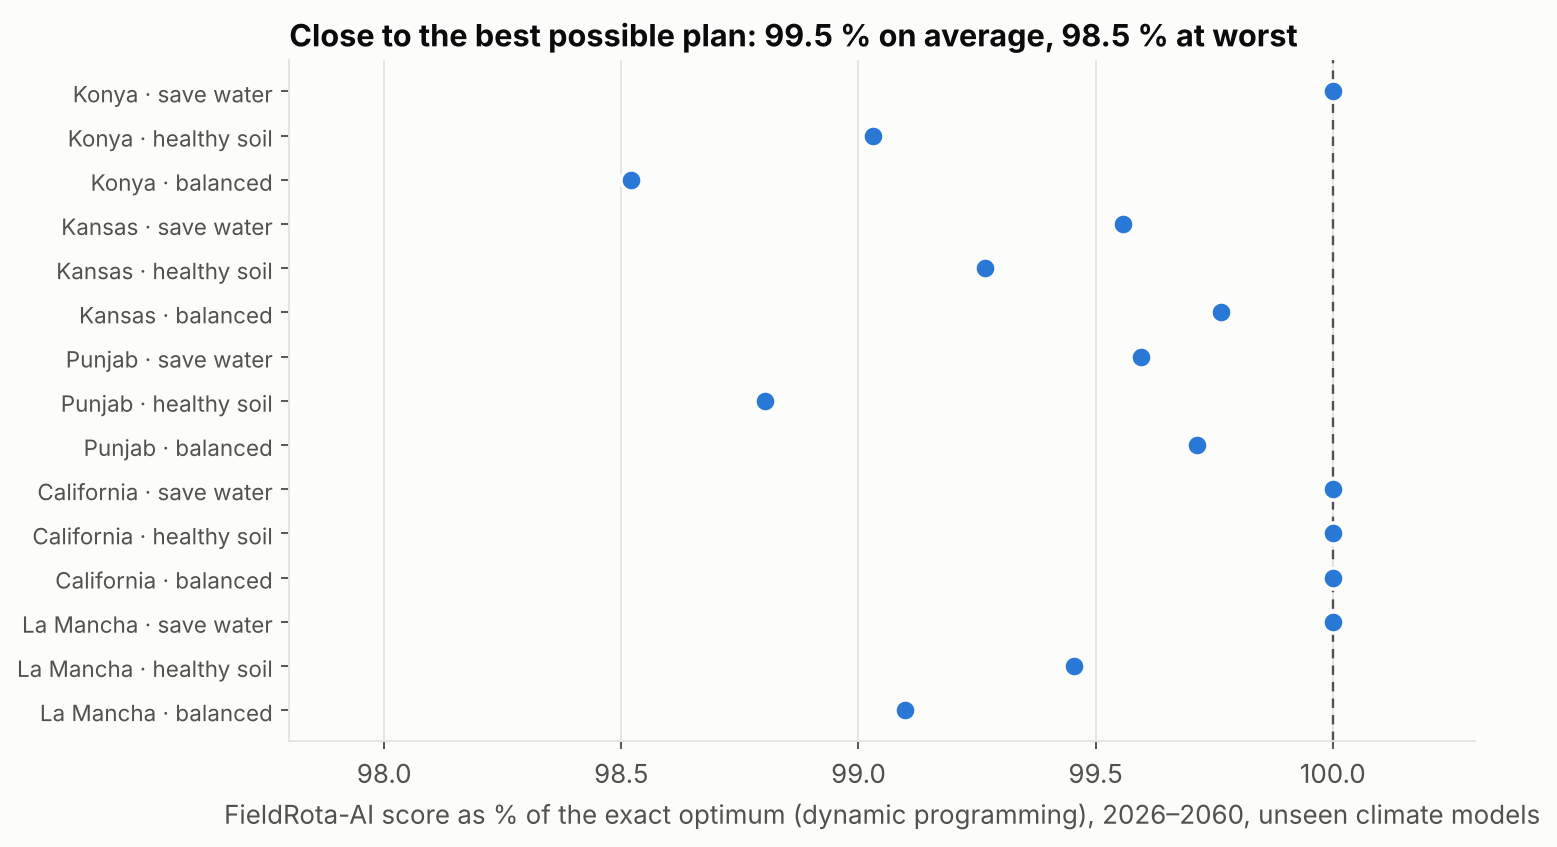 Close to the best possible plan: 99.5 % on average, 98.5 % at worst
Konya · save water
Konya · healthy soil
Konya · balanced
Kansas · save water
Kansas · healthy soil
Kansas · balanced
Punjab · save water
Punjab · healthy soil
Punjab · balanced
California · save water
California · healthy soil
California · balanced
La Mancha · save water
La Mancha · healthy soil
La Mancha · balanced
98.0 98.5 99.0 99.5 100.0
FieldRota-AI score as % of the exact optimum (dynamic programming), 2026–2060, unseen climate models